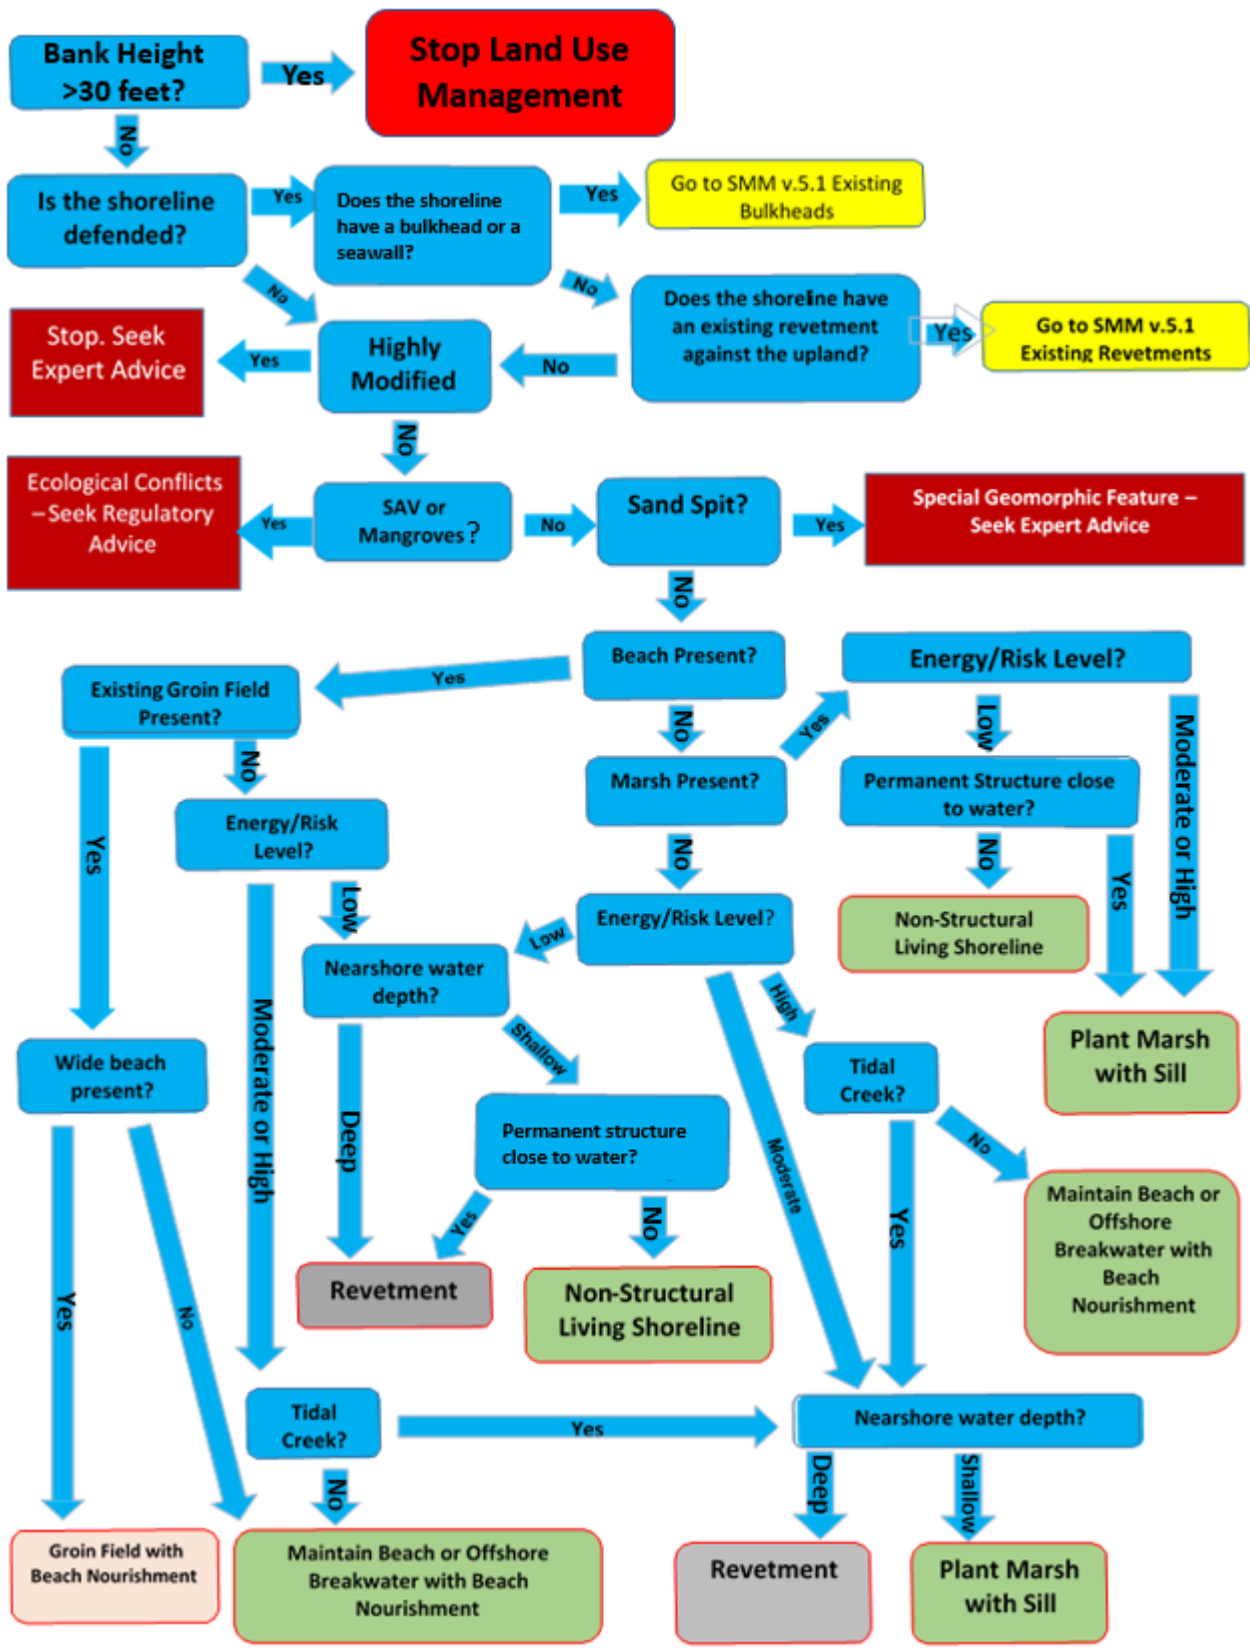 Bank Height
>30 feet?
Yes
Stop Land Use
Management
No
Is the shoreline
defended?
Yes
Does the shoreline
have a bulkhead or a
seawall?
Yes
Go to SMM v.5.1 Existing
Bulkheads
No
No
Does the shoreline have
an existing revetment
against the upland?
Yes
Go to SMM v.5.1
Existing Revetments
Stop. Seek
Expert Advice
Yes
Highly
Modified
No
No
Ecological Conflicts
– Seek Regulatory
Advice
Yes
SAV or
Mangroves?
No
Sand Spit?
Yes
Special Geomorphic Feature –
Seek Expert Advice
No
Beach Present?
Yes
Energy/Risk Level?
Existing Groin Field
Present?
No
Yes
Low
Moderate or High
No
Marsh Present?
Permanent Structure close
to water?
Energy/Risk
Level?
Yes
No
No
Yes
Low
Energy/Risk Level?
Low
Non-Structural
Living Shoreline
Nearshore water
depth?
High
Moderate or High
Shallow
Plant Marsh
with Sill
Wide beach
present?
Tidal
Creek?
Deep
Permanent structure
close to water?
Moderate
No
Yes
No
Yes
Maintain Beach or
Offshore
Breakwater with
Beach
Nourishment
Revetment
Non-Structural
Living Shoreline
Yes
No
Tidal
Creek?
Yes
Nearshore water depth?
No
Deep
Shallow
Groin Field with
Beach Nourishment
Maintain Beach or Offshore
Breakwater with Beach
Nourishment
Revetment
Plant Marsh
with Sill